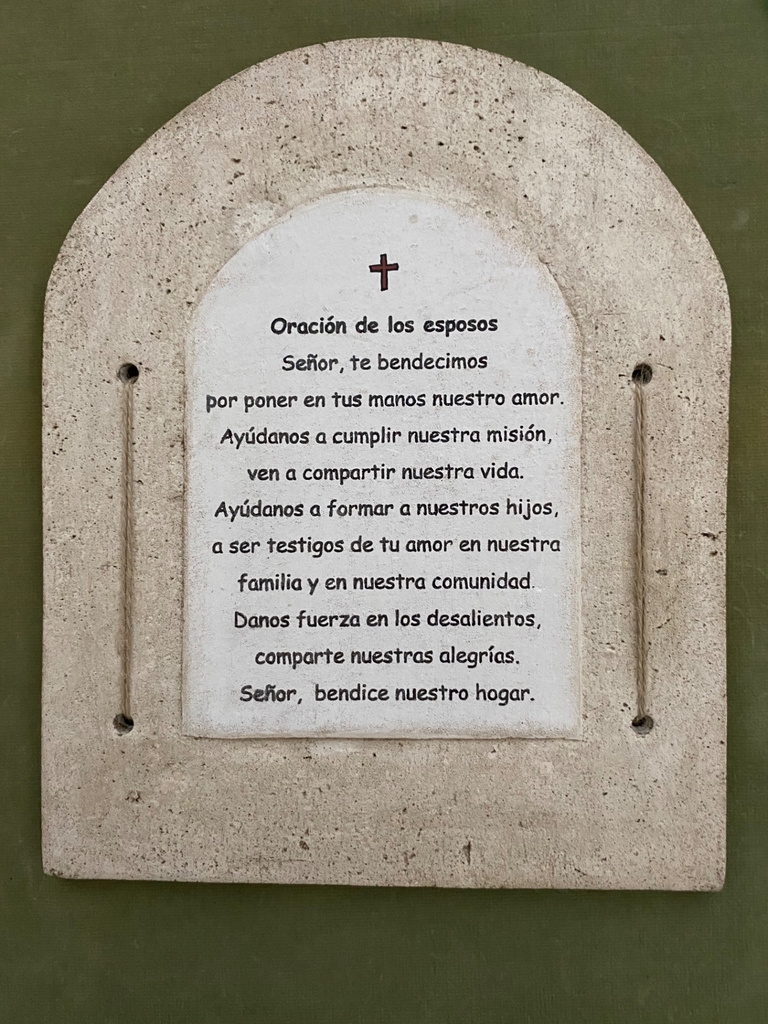 Oración de los esposos
Señor, te bendecimos
por poner en tus manos nuestro amor.
Ayúdanos a cumplir nuestra misión,
ven a compartir nuestra vida.
Ayúdanos a formar a nuestros hijos,
a ser testigos de tu amor en nuestra
familia y en nuestra comunidad.
Danos fuerza en los desalientos,
comparte nuestras alegrías.
Señor, bendice nuestro hogar.